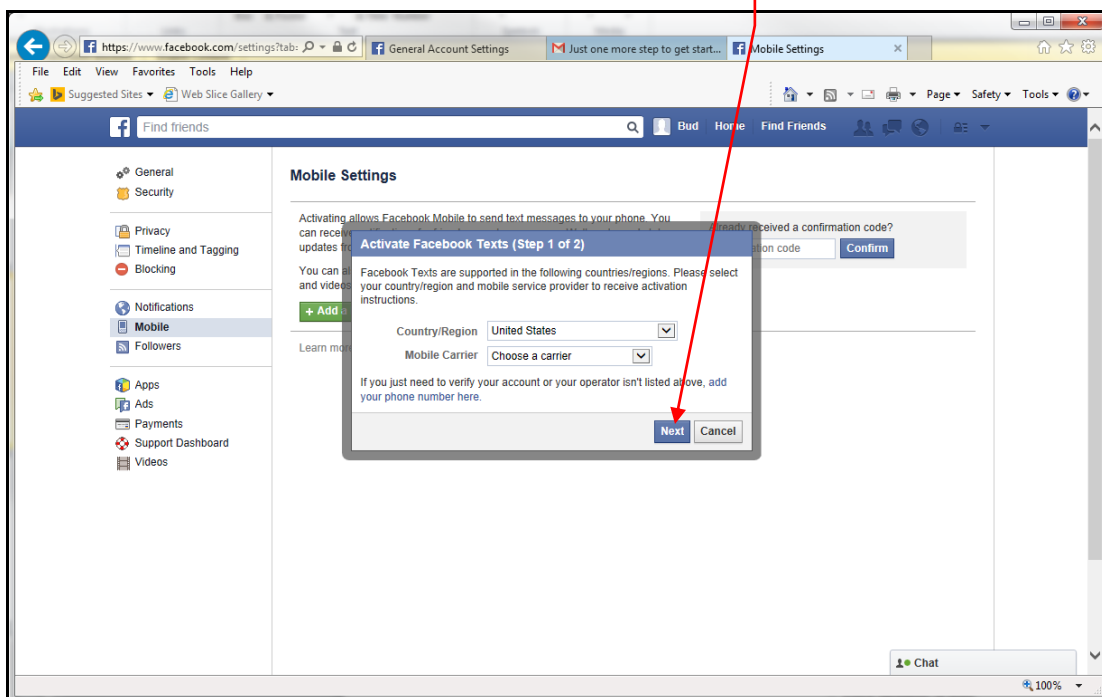 https://www.facebook.com/settings?tab=
General Account Settings
Just one more step to get start...
Mobile Settings
File Edit View Favorites Tools Help
Suggested Sites
Web Slice Gallery
Page Safety Tools
Find friends
Bud Home Find Friends
General
Security
Privacy
Timeline and Tagging
Blocking
Notifications
Mobile
Followers
Apps
Ads
Payments
Support Dashboard
Videos
Mobile Settings
Activating allows Facebook Mobile to send text messages to your phone. You
can receive
updates
You can
and videos
+ Add a
Learn more
Already received a confirmation code?
code
Confirm
Activate Facebook Texts (Step 1 of 2)
Facebook Texts are supported in the following countries/regions. Please select
your country/region and mobile service provider to receive activation
instructions.
Country/Region United States
Mobile Carrier Choose a carrier
If you just need to verify your account or your operator isn't listed above, add
your phone number here.
Next Cancel
Chat
100%